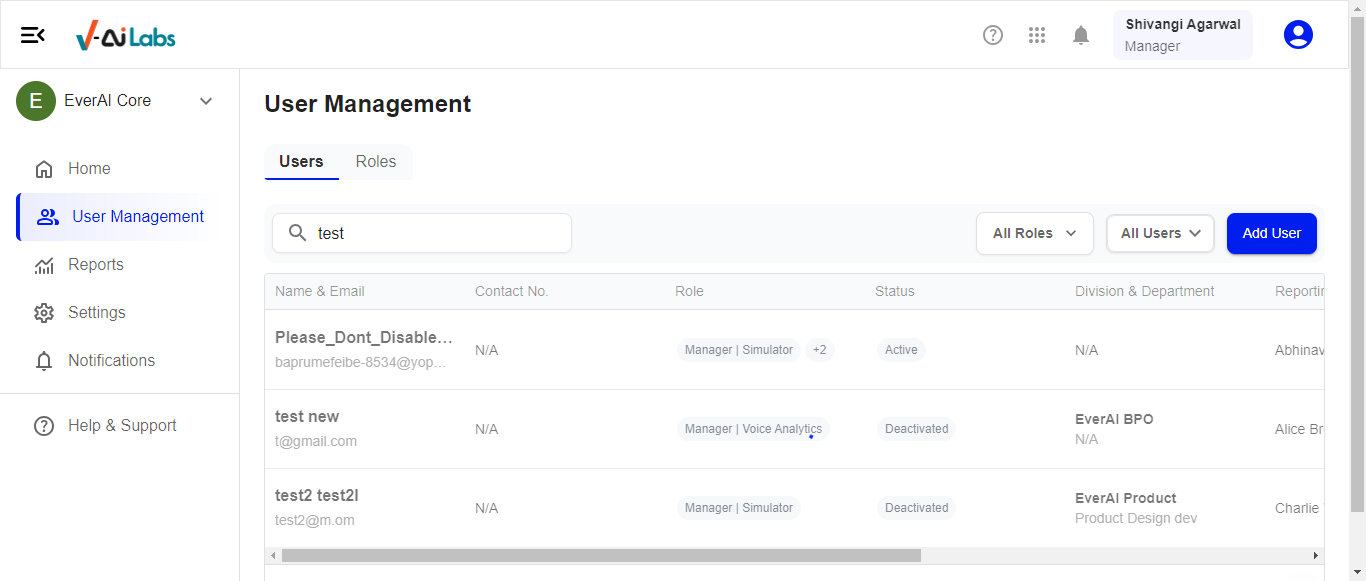 V-Ai Labs
Shivangi Agarwal
Manager
E EverAI Core
Home
User Management
Reports
Settings
Notifications
Help & Support
User Management
Users Roles
test All Roles All Users Add User
Name & Email Contact No. Role Status Division & Department Reportin
Please_Dont_Disable... N/A Manager | Simulator +2 Active N/A Abhinav
baprumefeibe-8534@yop...
test new N/A Manager | Voice Analytics Deactivated EverAI BPO Alice Br
t@gmail.com N/A
test2 test2l N/A Manager | Simulator Deactivated EverAI Product Charlie
test2@m.om Product Design dev